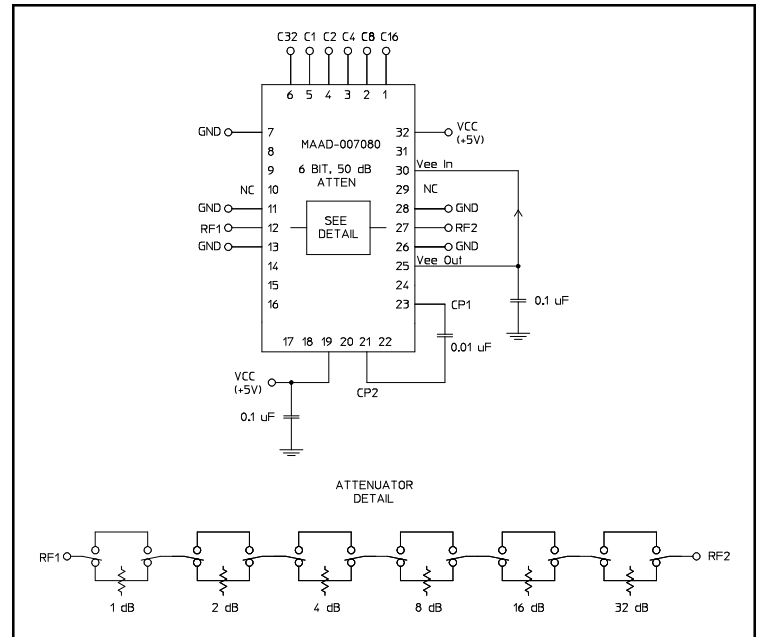 C32 C1 C2 C4 C8 C16
6 5 4 3 2 1
GND 7 32 VCC
(+5V)
8 MAAD-007080 31
9 6 BIT, 50 dB 30 Vee In
ATTEN
NC 10 29 NC
GND 11 28 GND
SEE
RF1 12 27 RF2
DETAIL
GND 13 26 GND
14 25 Vee Out
15 24
16 23 CP1
0.1 uF
17 18 19 20 21 22
0.01 uF
VCC
(+5V)
CP2
0.1 uF
ATTENUATOR
DETAIL
RF1 RF2
1 dB 2 dB 4 dB 8 dB 16 dB 32 dB